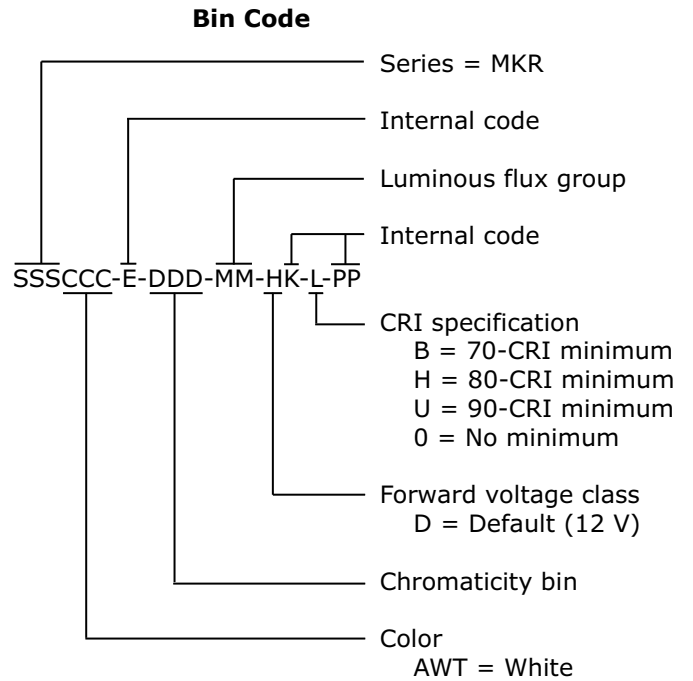 Bin Code
Series = MKR
Internal code
Luminous flux group
Internal code
SSSCCC-E-DDD-MM-HK-L-PP
CRI specification
B = 70-CRI minimum
H = 80-CRI minimum
U = 90-CRI minimum
0 = No minimum
Forward voltage class
D = Default (12 V)
Chromaticity bin
Color
AWT = White